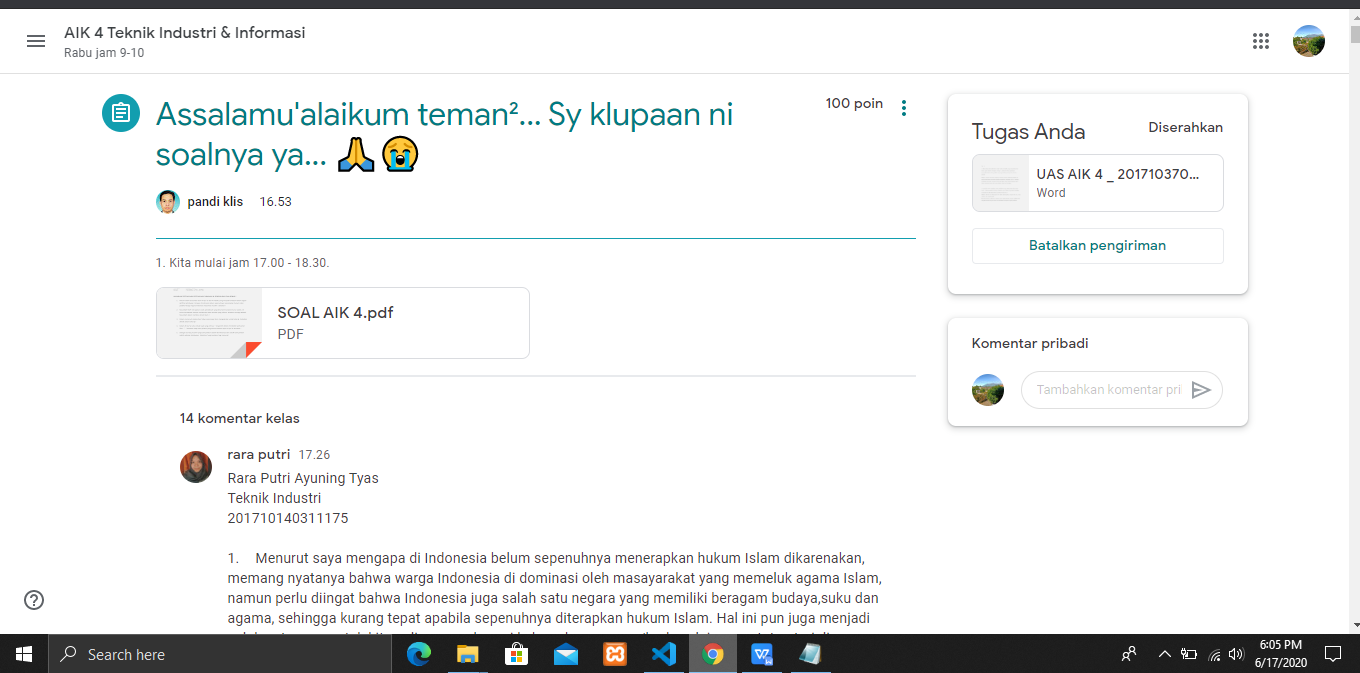 AIK 4 Teknik Industri & Informasi
Rabu jam 9-10
Assalamu'alaikum teman²... Sy klupaan ni
soalnya ya... 🙏😭
100 poin
pandi klis 16.53
1. Kita mulai jam 17.00 - 18.30.
SOAL AIK 4.pdf
PDF
14 komentar kelas
rara putri 17.26
Rara Putri Ayuning Tyas
Teknik Industri
201710140311175
1. Menurut saya mengapa di Indonesia belum sepenuhnya menerapkan hukum Islam dikarenakan,
memang nyatanya bahwa warga Indonesia di dominasi oleh masayarakat yang memeluk agama Islam,
namun perlu diingat bahwa Indonesia juga salah satu negara yang memiliki beragam budaya,suku dan
agama, sehingga kurang tepat apabila sepenuhnya diterapkan hukum Islam. Hal ini pun juga menjadi
Tugas Anda
Diserahkan
UAS AIK 4 _ 201710370...
Word
Batalkan pengiriman
Komentar pribadi
Tambahkan komentar pri
Search here
6:05 PM
6/17/2020